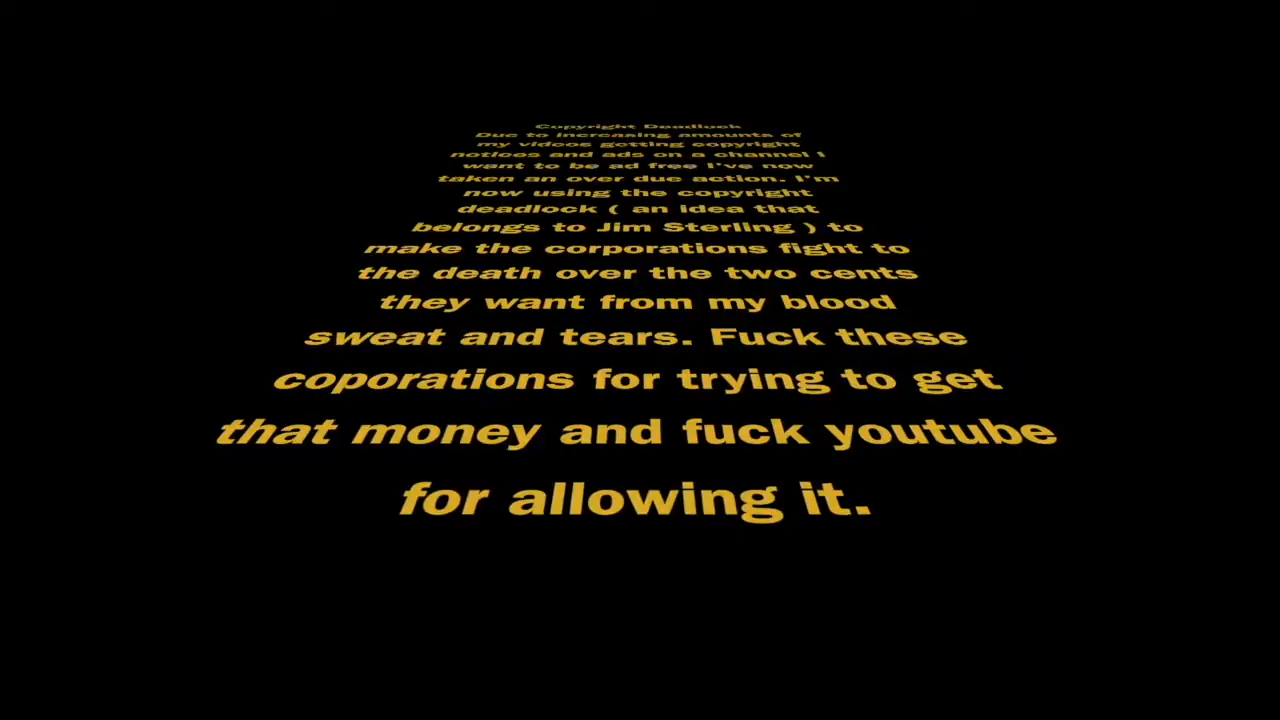 Copyright Deadlock
Due to increasing amounts of
my videos getting copyright
notices and ads on a channel I
want to be ad free I've now
taken an over due action. I'm
now using the copyright
deadlock ( an idea that
belongs to Jim Sterling ) to
make the corporations fight to
the death over the two cents
they want from my blood
sweat and tears. Fuck these
coporations for trying to get
that money and fuck youtube
for allowing it.